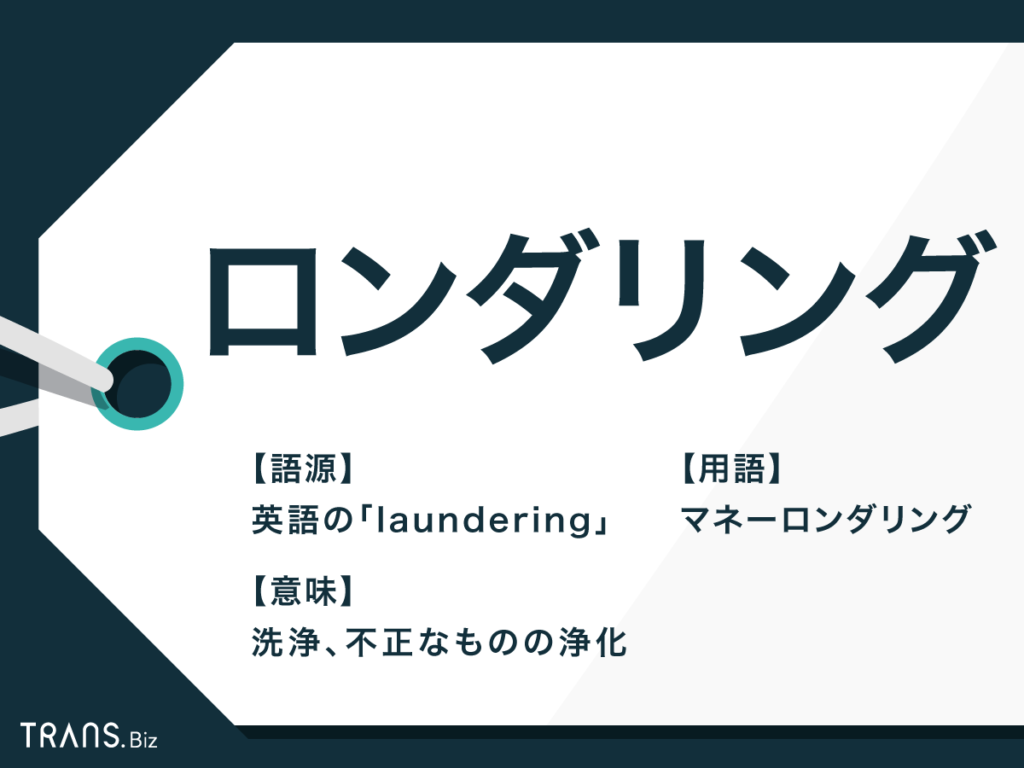 ロンダリング
【語源】
英語の「laundering」
【意味】
洗浄、不正なものの浄化
【用語】
マネーロンダリング
TRANS.Biz